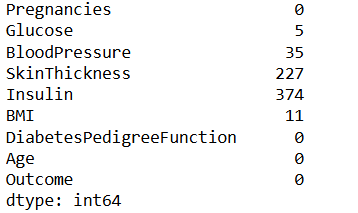 Pregnancies 0
Glucose 5
BloodPressure 35
SkinThickness 227
Insulin 374
BMI 11
DiabetesPedigreeFunction 0
Age 0
Outcome 0
dtype: int64